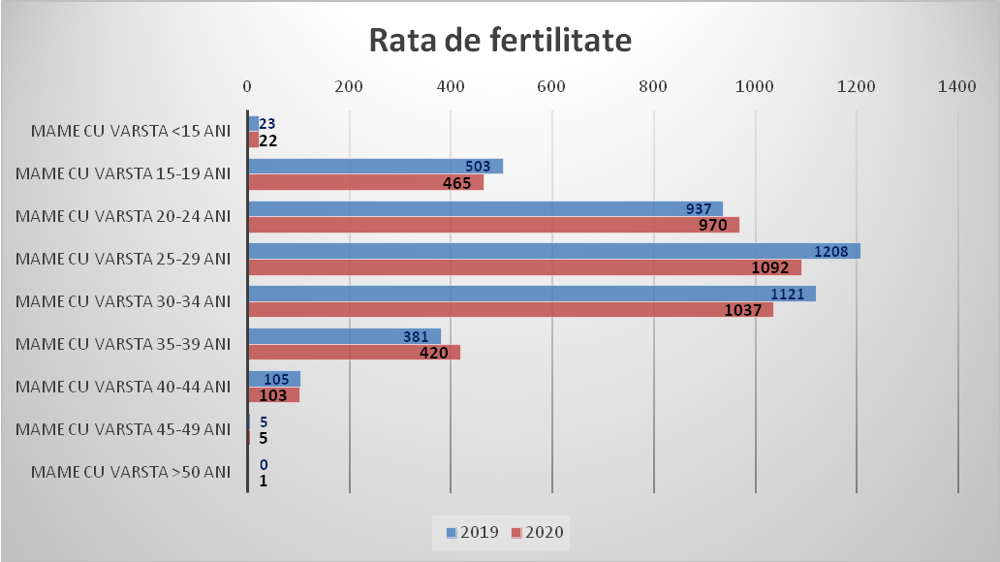 Rata de fertilitate
0 200 400 600 800 1000 1200 1400
MAME CU VARSTA <15 ANI 23
22
MAME CU VARSTA 15-19 ANI 503
465
MAME CU VARSTA 20-24 ANI 937
970
MAME CU VARSTA 25-29 ANI 1208
1092
MAME CU VARSTA 30-34 ANI 1121
1037
MAME CU VARSTA 35-39 ANI 381
420
MAME CU VARSTA 40-44 ANI 105
103
MAME CU VARSTA 45-49 ANI 5
5
MAME CU VARSTA >50 ANI 0
1
2019 2020